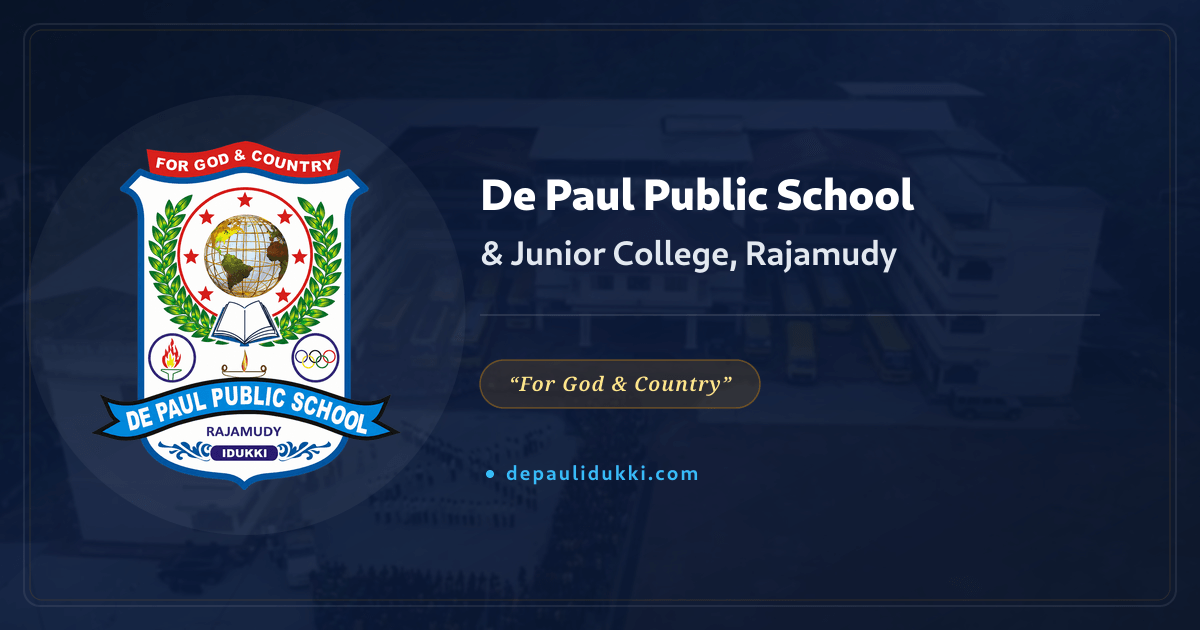 FOR GOD & COUNTRY
DE PAUL PUBLIC SCHOOL
RAJAMUDY
IDUKKI
De Paul Public School
& Junior College, Rajamudy
“For God & Country”
• depaulidukki.com